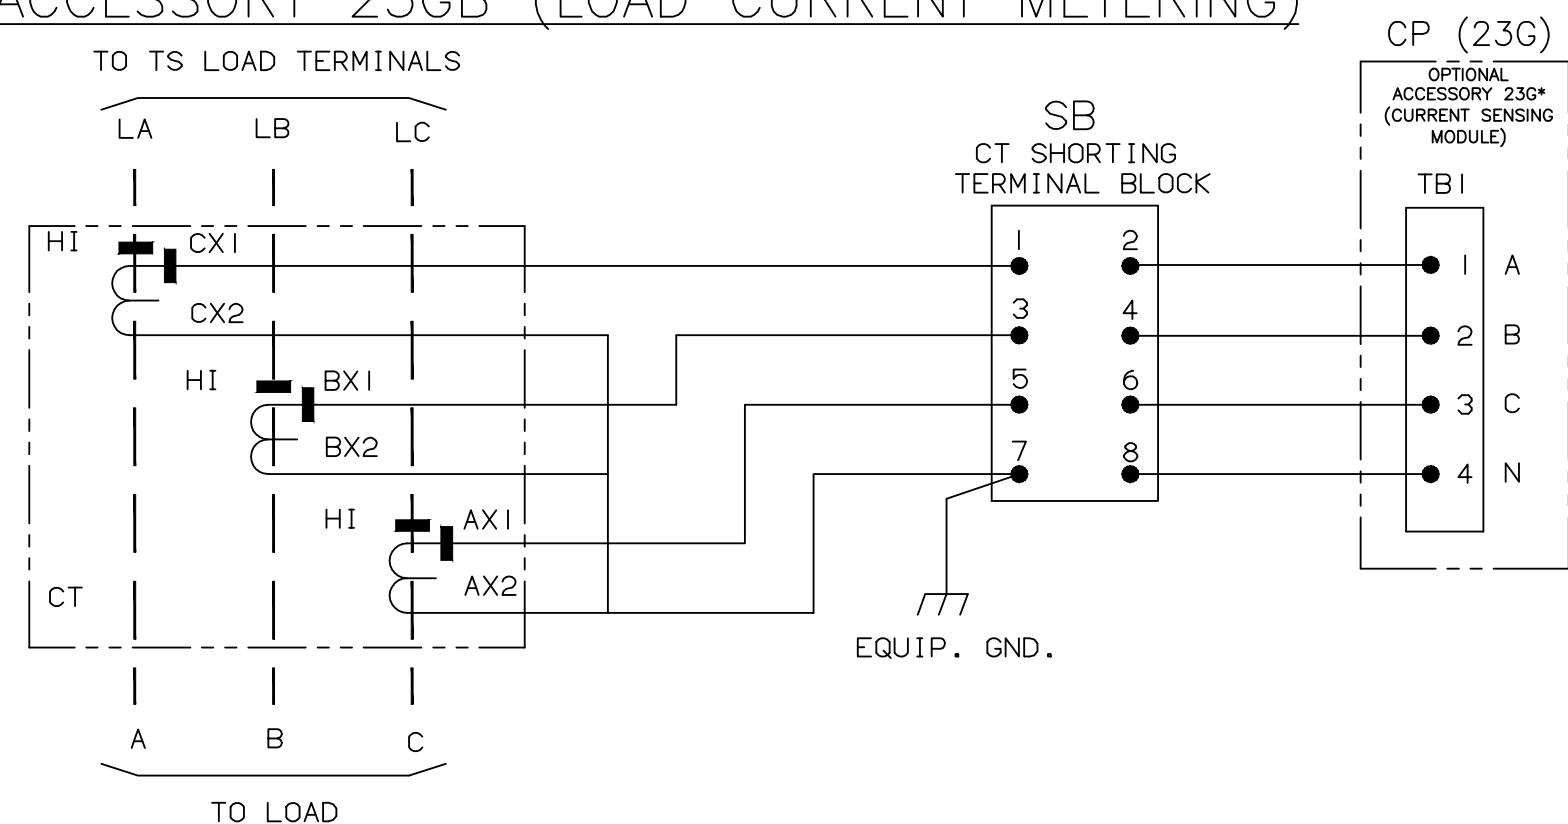 ACCESSORY 23GB (LOAD CURRENT METERING)
CP (23G)
TO TS LOAD TERMINALS
OPTIONAL
ACCESSORY 23G*
(CURRENT SENSING
MODULE)
LA LB LC
SB
CT SHORTING
TERMINAL BLOCK
TB1
HI CX1
1 2
1 A
CX2
3 4
2 B
HI BX1
5 6
3 C
BX2
7 8
4 N
HI AX1
AX2
CT
EQUIP. GND.
A B C
TO LOAD